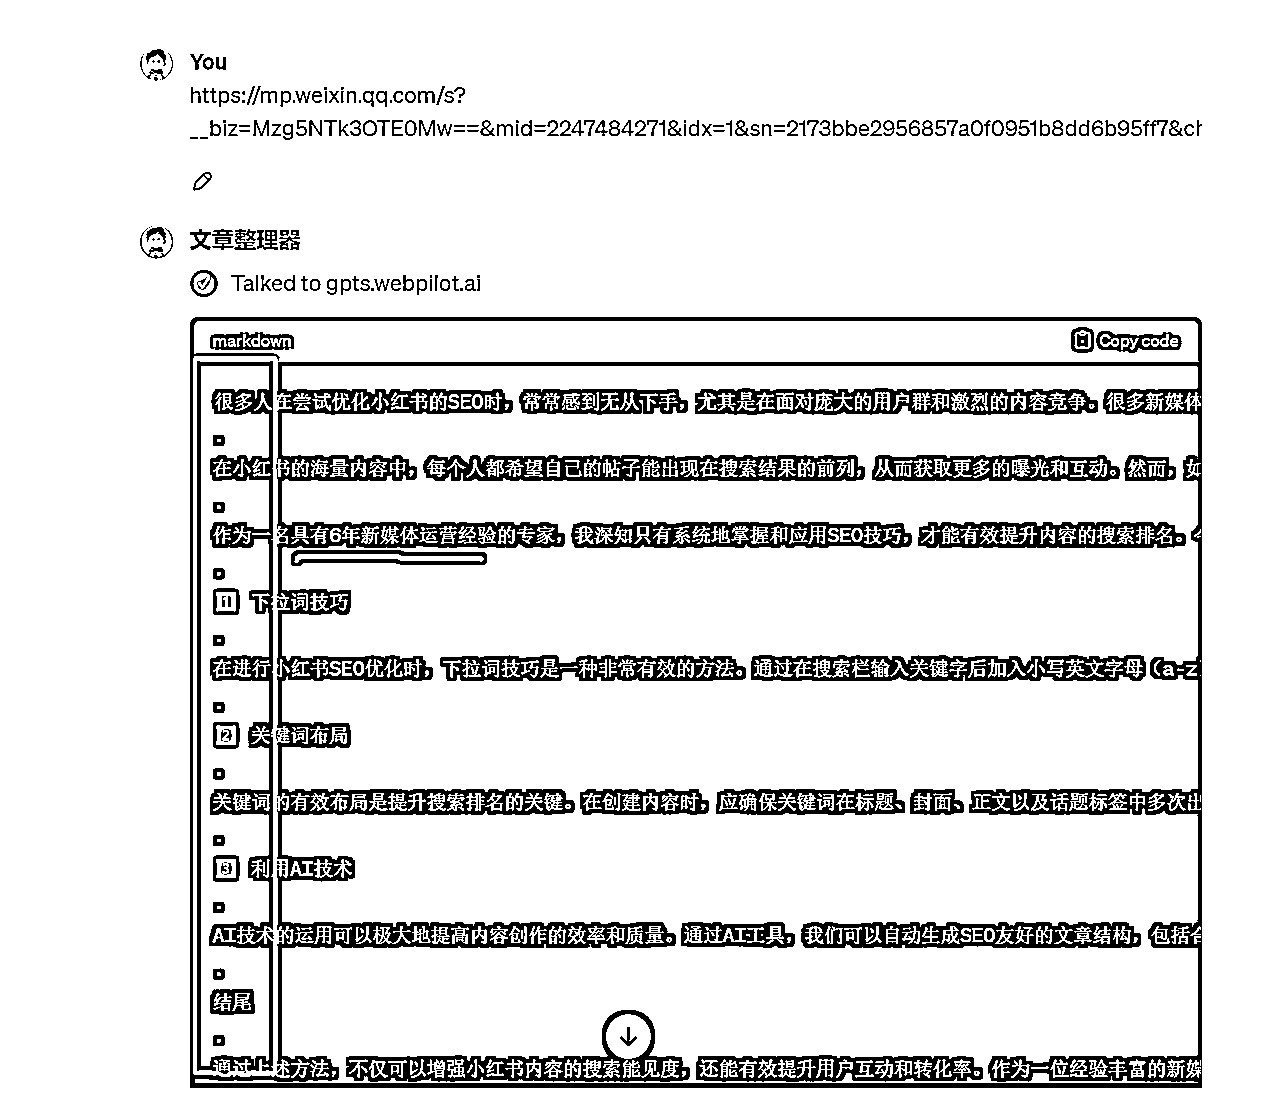 You
https://mp.weixin.qq.com/s?
__biz=Mzg5NTk3OTE0Mw==&mid=2247484271&idx=1&sn=2173bbe2956857a0f0951b8dd6b95ff7&ch
文章整理器
Talked to gpts.webpilot.ai
markdown
Copy code
很多人在尝试优化小红书的SEO时，常常感到无从下手，尤其是在面对庞大的用户群和激烈的内容竞争。很多新媒体
在小红书的海量内容中，每个人都希望自己的帖子能出现在搜索结果的前列，从而获取更多的曝光和互动。然而，如
作为一名具有6年新媒体运营经验的专家，我深知只有系统地掌握和应用SEO技巧，才能有效提升内容的搜索排名。今
1 下拉词技巧
在进行小红书SEO优化时，下拉词技巧是一种非常有效的方法。通过在搜索栏输入关键字后加入小写英文字母（a-z
2 关键词布局
关键词的有效布局是提升搜索排名的关键。在创建内容时，应确保关键词在标题、封面、正文以及话题标签中多次出
3 利用AI技术
AI技术的运用可以极大地提高内容创作的效率和质量。通过AI工具，我们可以自动生成SEO友好的文章结构，包括合
结尾
通过上述方法，不仅可以增强小红书内容的搜索能见度，还能有效提升用户互动和转化率。作为一位经验丰富的新媒